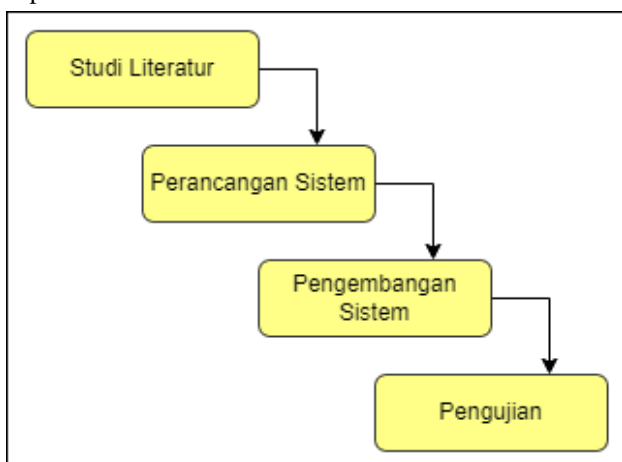 Studi Literatur
Perancangan Sistem
Pengembangan
Sistem
Pengujian